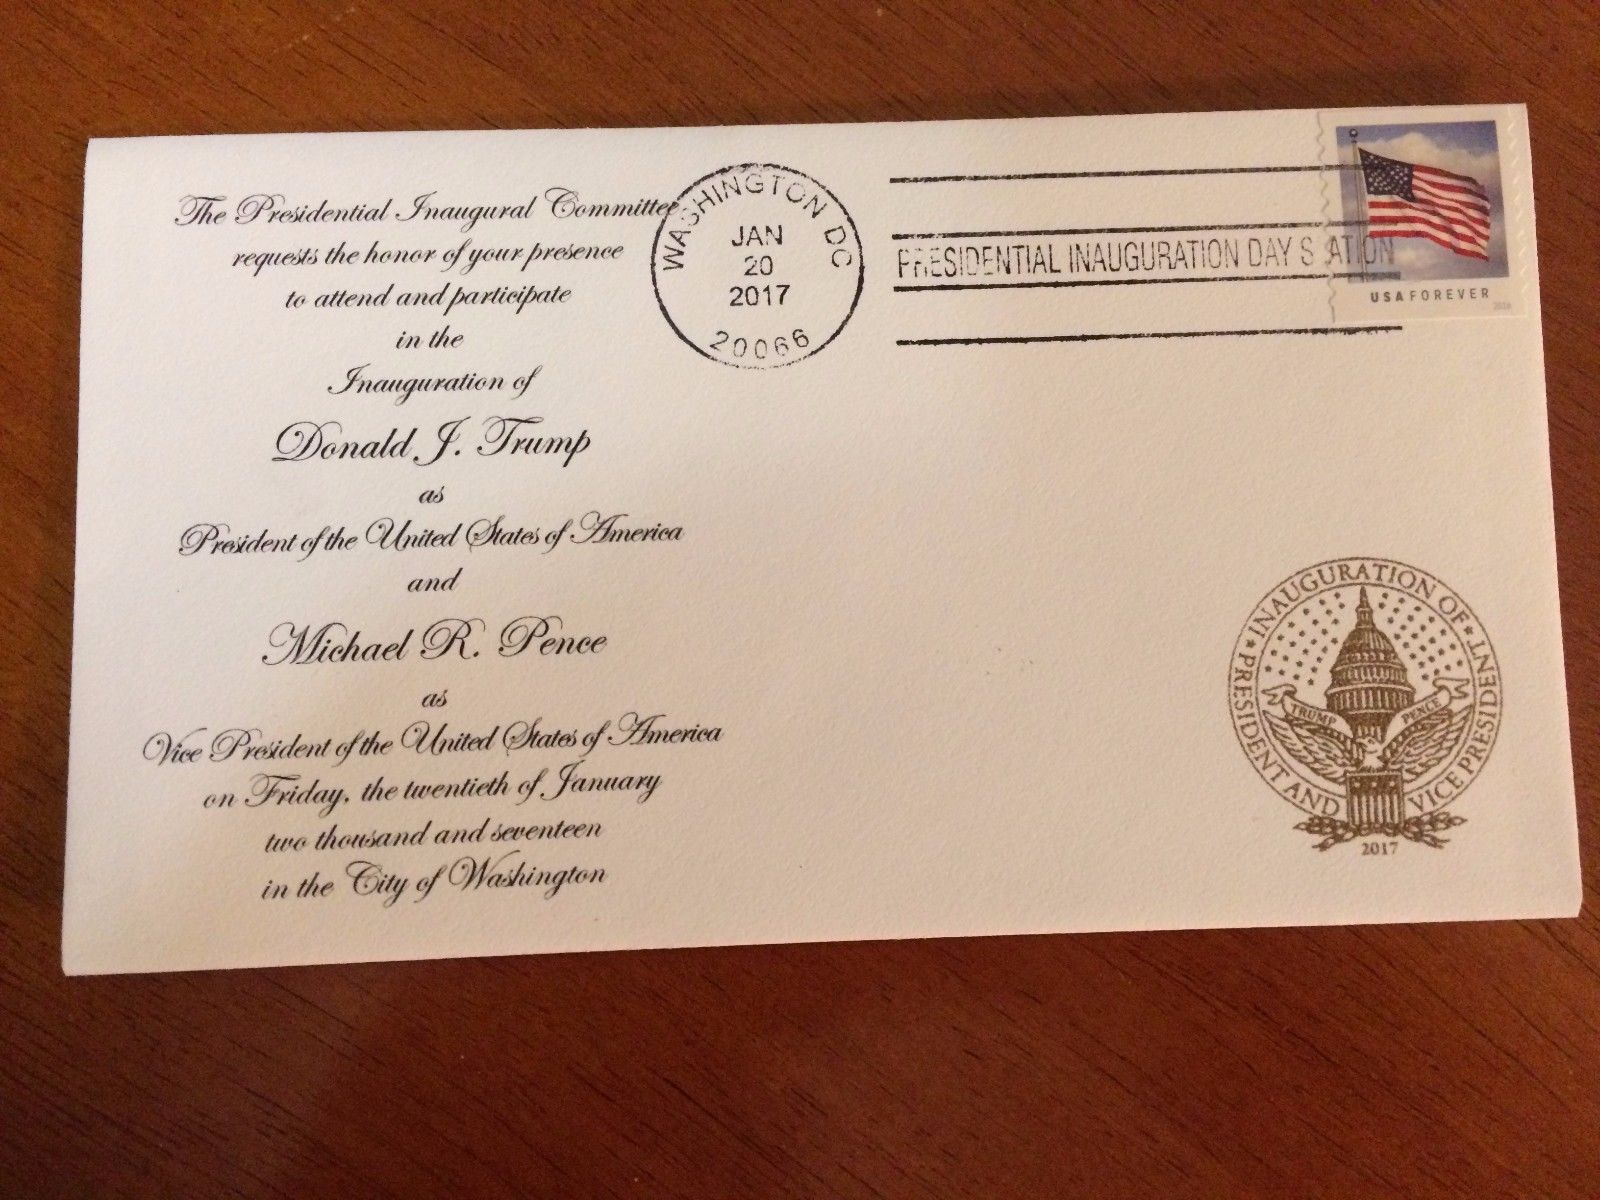 The Presidential Inaugural Committee
requests the honor of your presence
to attend and participate
in the
Inauguration of
Donald J. Trump
as
President of the United States of America
and
Michael R. Pence
as
Vice President of the United States of America
on Friday, the twentieth of January
two thousand and seventeen
in the City of Washington
WASHINGTON DC
JAN
20
2017
20066
PRESIDENTIAL INAUGURATION DAY S ATION
USA FOREVER
2016
★ INAUGURATION OF ★
PRESIDENT AND VICE PRESIDENT
TRUMP PENCE
2017